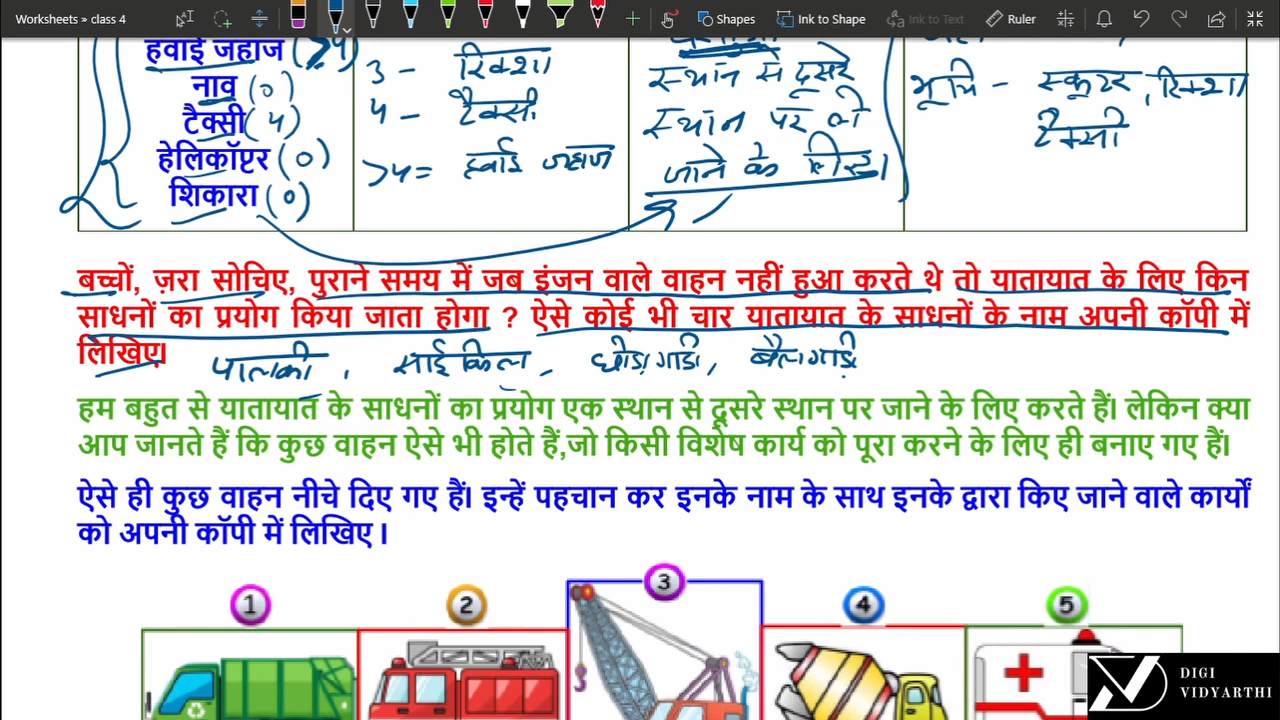 Worksheets » class 4
Shapes Ink to Shape Ink to Text Ruler
हवाई जहाज (>4)
नाव (0)
टैक्सी (4)
हेलिकॉप्टर (0)
शिकारा (0)
3 - रिक्शा
4 - टैक्सी
>4 = हवाई जहाज
स्थान से दूसरे
स्थान पर ले
जाने के लिए।
भूमि - स्कूटर, रिक्शा
टैक्सी
बच्चों, ज़रा सोचिए, पुराने समय में जब इंजन वाले वाहन नहीं हुआ करते थे तो यातायात के लिए किन
साधनों का प्रयोग किया जाता होगा ? ऐसे कोई भी चार यातायात के साधनों के नाम अपनी कॉपी में
लिखिए।
पालकी, साईकिल, घोड़ागाडी, बैलगाड़ी
हम बहुत से यातायात के साधनों का प्रयोग एक स्थान से दूसरे स्थान पर जाने के लिए करते हैं। लेकिन क्या
आप जानते हैं कि कुछ वाहन ऐसे भी होते हैं,जो किसी विशेष कार्य को पूरा करने के लिए ही बनाए गए हैं।
ऐसे ही कुछ वाहन नीचे दिए गए हैं। इन्हें पहचान कर इनके नाम के साथ इनके द्वारा किए जाने वाले कार्यों
को अपनी कॉपी में लिखिए ।
1 2 3 4 5
DIGI
VIDYARTHI